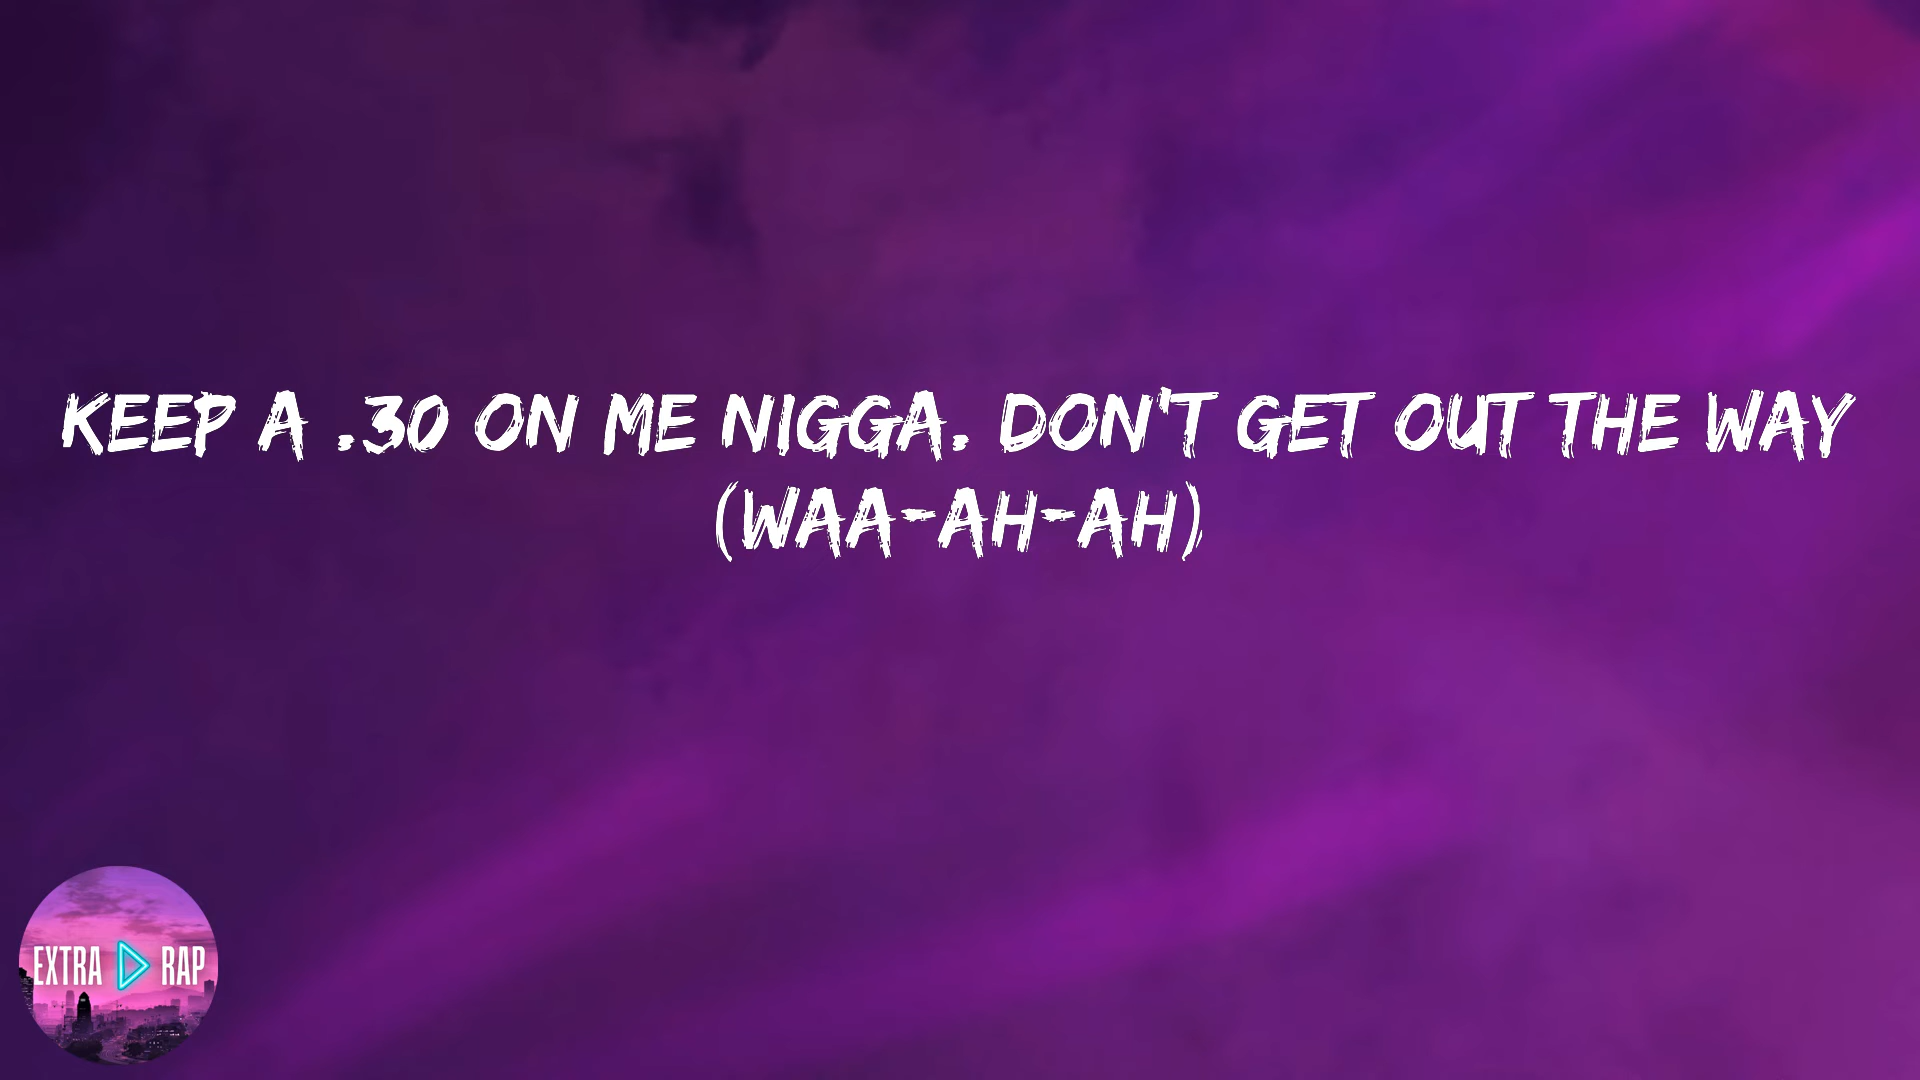 KEEP A .30 ON ME NIGGA. DON'T GET OUT THE WAY
(WAA-AH-AH)
EXTRA RAP